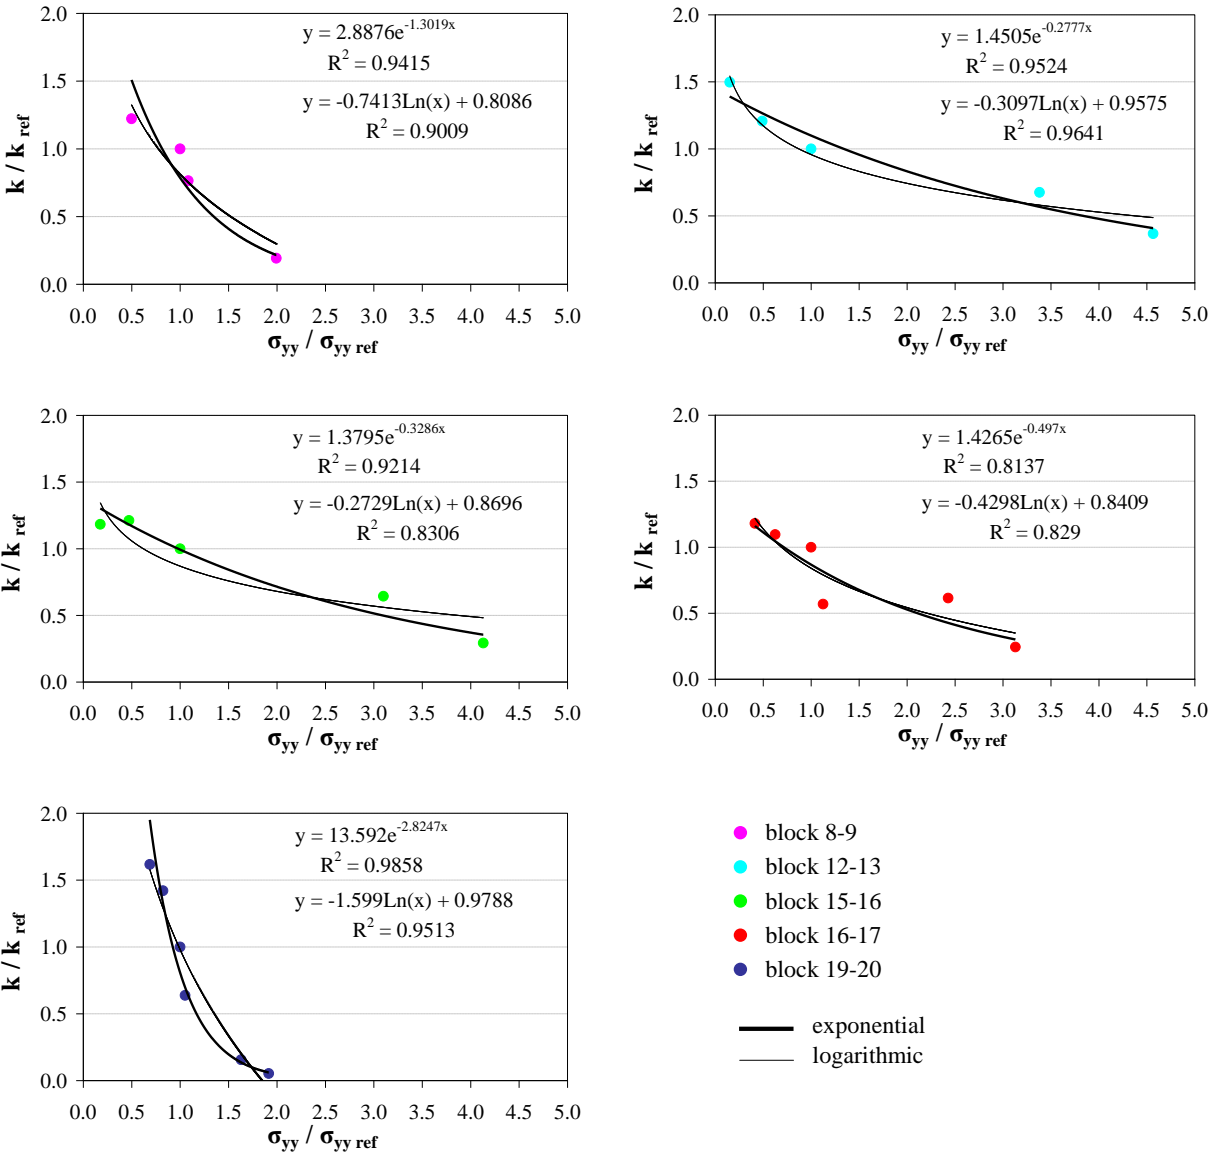 y = 2.8876e^-1.3019x
R² = 0.9415
y = -0.7413Ln(x) + 0.8086
R² = 0.9009
k / k ref
2.0
1.5
1.0
0.5
0.0
0.0 0.5 1.0 1.5 2.0 2.5 3.0 3.5 4.0 4.5 5.0
σyy / σyy ref
y = 1.4505e^-0.2777x
R² = 0.9524
y = -0.3097Ln(x) + 0.9575
R² = 0.9641
k / k ref
2.0
1.5
1.0
0.5
0.0
0.0 0.5 1.0 1.5 2.0 2.5 3.0 3.5 4.0 4.5 5.0
σyy / σyy ref
y = 1.3795e^-0.3286x
R² = 0.9214
y = -0.2729Ln(x) + 0.8696
R² = 0.8306
k / k ref
2.0
1.5
1.0
0.5
0.0
0.0 0.5 1.0 1.5 2.0 2.5 3.0 3.5 4.0 4.5 5.0
σyy / σyy ref
y = 1.4265e^-0.497x
R² = 0.8137
y = -0.4298Ln(x) + 0.8409
R² = 0.829
k / k ref
2.0
1.5
1.0
0.5
0.0
0.0 0.5 1.0 1.5 2.0 2.5 3.0 3.5 4.0 4.5 5.0
σyy / σyy ref
y = 13.592e^-2.8247x
R² = 0.9858
y = -1.599Ln(x) + 0.9788
R² = 0.9513
k / k ref
2.0
1.5
1.0
0.5
0.0
0.0 0.5 1.0 1.5 2.0 2.5 3.0 3.5 4.0 4.5 5.0
σyy / σyy ref
block 8-9
block 12-13
block 15-16
block 16-17
block 19-20
exponential
logarithmic